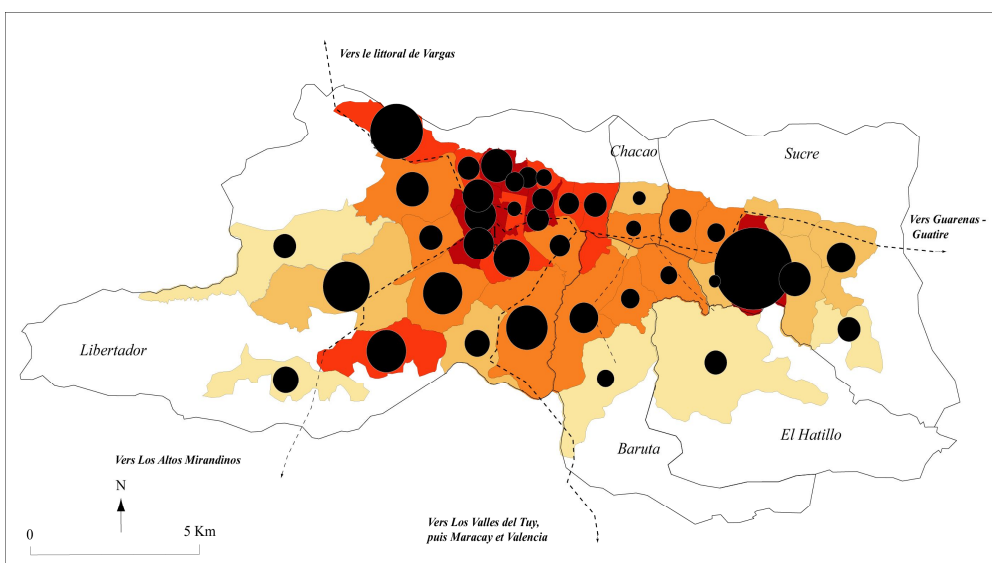 Vers le littoral de Vargas
Chacao
Sucre
Vers Guarenas -
Guatire
Libertador
El Hatillo
Baruta
Vers Los Altos Mirandinos
N
0
5 Km
Vers Los Valles del Tuy,
puis Maracay et Valencia